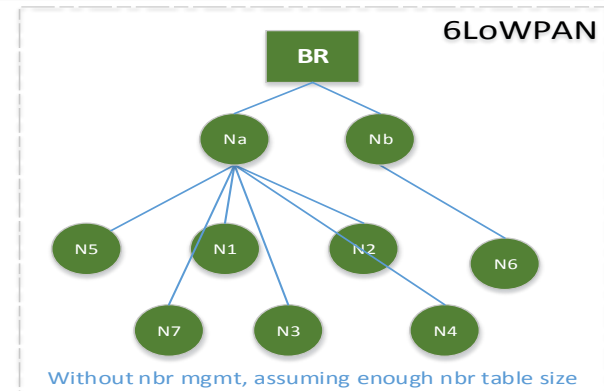 6LoWPAN
BR
Na Nb
N5 N1 N2 N6
N7 N3 N4
Without nbr mgmt, assuming enough nbr table size